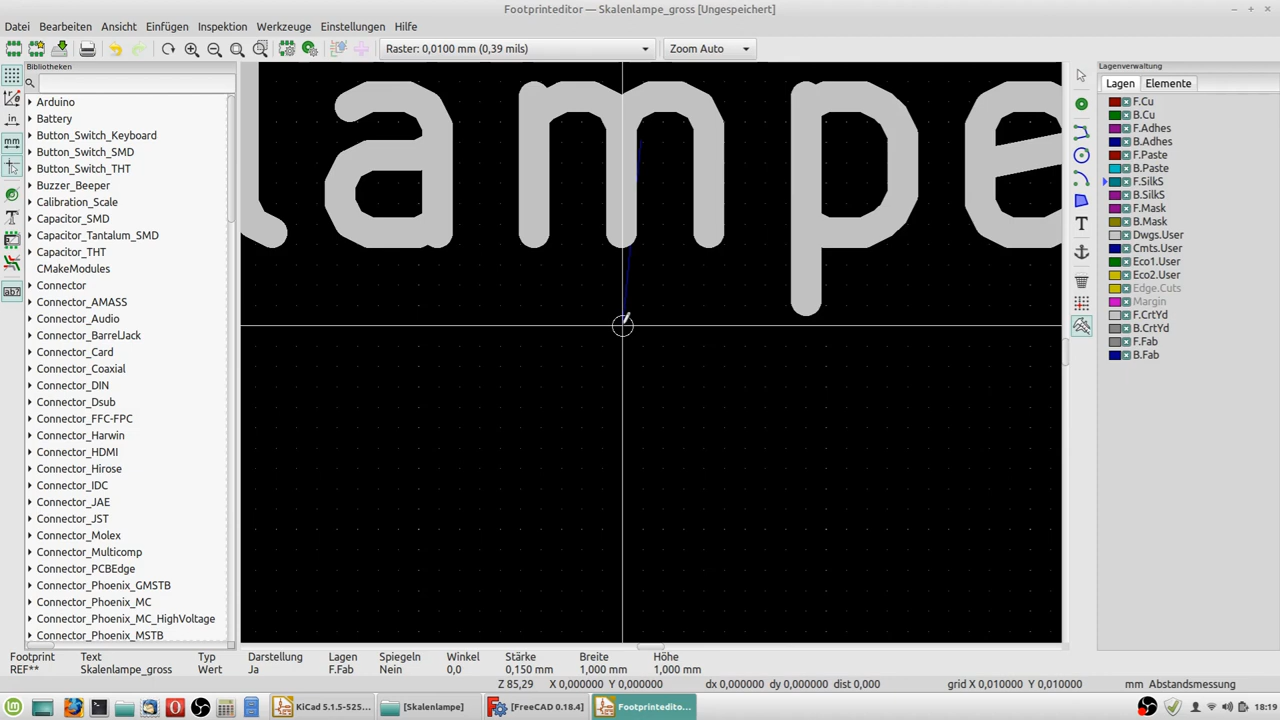 Footprinteditor — Skalenlampe_gross [Ungespeichert]
Datei Bearbeiten Ansicht Einfügen Inspektion Werkzeuge Einstellungen Hilfe
Raster: 0,0100 mm (0,39 mils) Zoom Auto
Bibliotheken
Arduino
Battery
Button_Switch_Keyboard
Button_Switch_SMD
Button_Switch_THT
Buzzer_Beeper
Calibration_Scale
Capacitor_SMD
Capacitor_Tantalum_SMD
Capacitor_THT
CMakeModules
Connector
Connector_AMASS
Connector_Audio
Connector_BarrelJack
Connector_Card
Connector_Coaxial
Connector_DIN
Connector_Dsub
Connector_FFC-FPC
Connector_Harwin
Connector_HDMI
Connector_Hirose
Connector_IDC
Connector_JAE
Connector_JST
Connector_Molex
Connector_Multicomp
Connector_PCBEdge
Connector_Phoenix_GMSTB
Connector_Phoenix_MC
Connector_Phoenix_MC_HighVoltage
Connector_Phoenix_MSTB
in
mm
ab?
lampe
Lagenverwaltung
Lagen Elemente
F.Cu
B.Cu
F.Adhes
B.Adhes
F.Paste
B.Paste
F.SilkS
B.SilkS
F.Mask
B.Mask
Dwgs.User
Cmts.User
Eco1.User
Eco2.User
Edge.Cuts
Margin
F.CrtYd
B.CrtYd
F.Fab
B.Fab
Footprint Text Typ Darstellung Lagen Spiegeln Winkel Stärke Breite Höhe
REF** Skalenlampe_gross Wert Ja F.Fab Nein 0,0 0,150 mm 1,000 mm 1,000 mm
Z 85,29 X 0,000000 Y 0,000000 dx 0,000000 dy 0,000000 dist 0,000 grid X 0.010000 Y 0.010000 mm Abstandsmessung
KiCad 5.1.5-525... [Skalenlampe] [FreeCAD 0.18.4] Footprintedito... 18:19